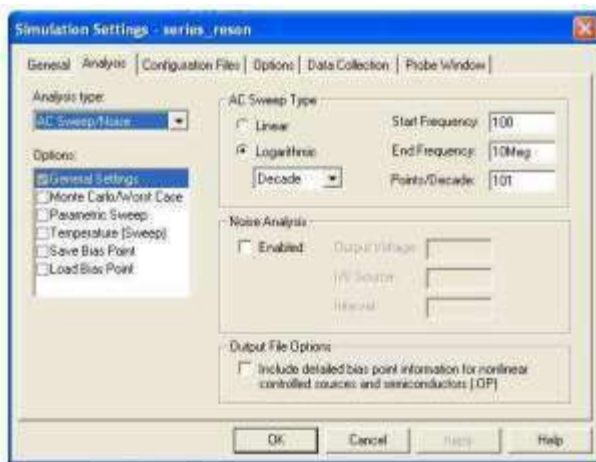 Simulation Settings - series_reson
General Analysis Configuration Files Options Data Collection Probe Window
Analysis type:
AC Sweep/Noise
Options:
General Settings
Monte Carlo/Worst Case
Parametric Sweep
Temperature (Sweep)
Save Bias Point
Load Bias Point
AC Sweep Type
Linear
Logarithmic
Decade
Start Frequency: 100
End Frequency: 10Meg
Points/Decade: 101
Noise Analysis
Enabled
Output Voltage:
I/V Source:
Interval:
Output File Options
Include detailed bias point information for nonlinear
controlled sources and semiconductors (.OP)
OK Cancel Apply Help